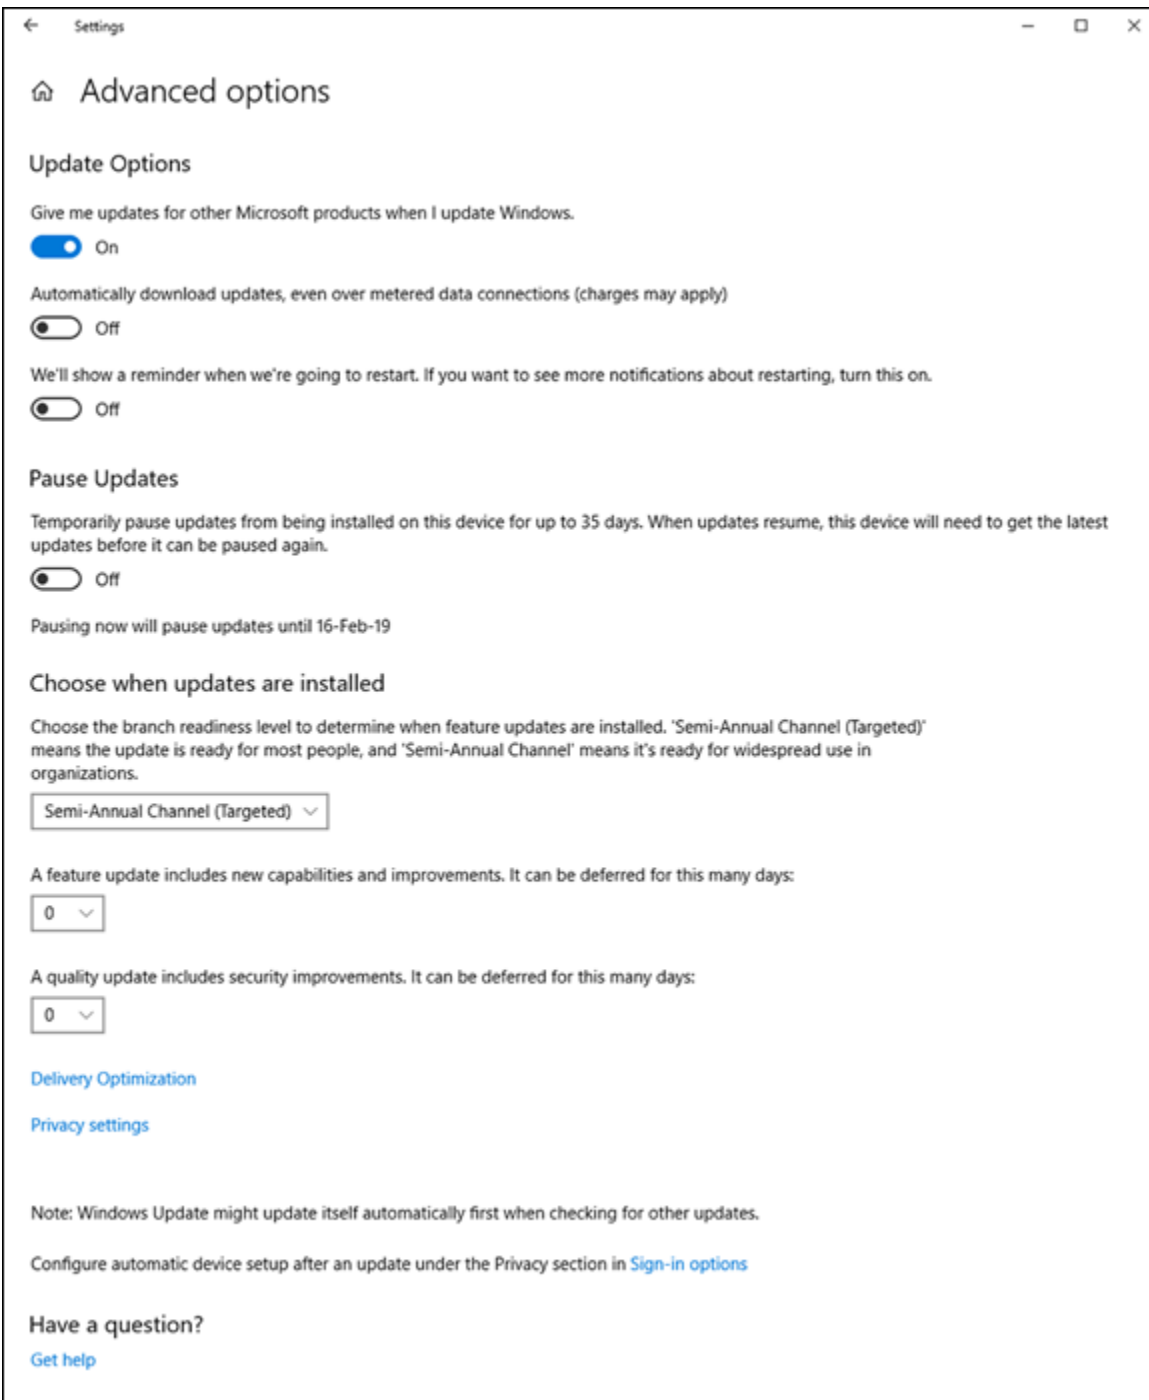 Settings
Advanced options
Update Options
Give me updates for other Microsoft products when I update Windows.
On
Automatically download updates, even over metered data connections (charges may apply)
Off
We'll show a reminder when we're going to restart. If you want to see more notifications about restarting, turn this on.
Off
Pause Updates
Temporarily pause updates from being installed on this device for up to 35 days. When updates resume, this device will need to get the latest
updates before it can be paused again.
Off
Pausing now will pause updates until 16-Feb-19
Choose when updates are installed
Choose the branch readiness level to determine when feature updates are installed. 'Semi-Annual Channel (Targeted)'
means the update is ready for most people, and 'Semi-Annual Channel' means it's ready for widespread use in
organizations.
Semi-Annual Channel (Targeted)
A feature update includes new capabilities and improvements. It can be deferred for this many days:
0
A quality update includes security improvements. It can be deferred for this many days:
0
Delivery Optimization
Privacy settings
Note: Windows Update might update itself automatically first when checking for other updates.
Configure automatic device setup after an update under the Privacy section in Sign-in options
Have a question?
Get help